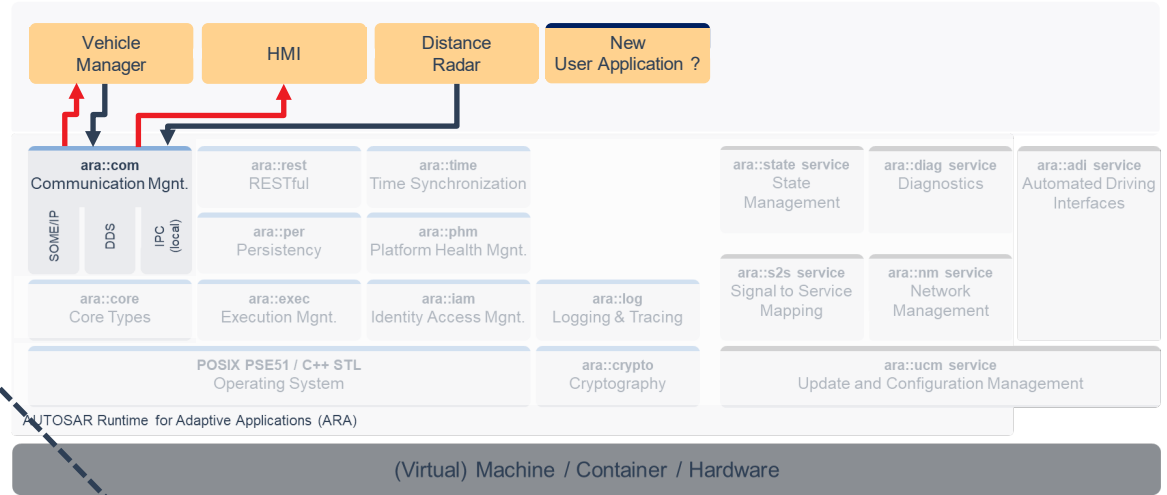 Vehicle
Manager
HMI
Distance
Radar
New
User Application ?
ara::com
Communication Mgnt.
SOME/IP
DDS
IPC
(local)
ara::rest
RESTful
ara::time
Time Synchronization
ara::per
Persistency
ara::phm
Platform Health Mgnt.
ara::core
Core Types
ara::exec
Execution Mgnt.
ara::iam
Identity Access Mgnt.
ara::log
Logging & Tracing
ara::state service
State
Management
ara::diag service
Diagnostics
ara::adi service
Automated Driving
Interfaces
ara::s2s service
Signal to Service
Mapping
ara::nm service
Network
Management
POSIX PSE51 / C++ STL
Operating System
ara::crypto
Cryptography
ara::ucm service
Update and Configuration Management
AUTOSAR Runtime for Adaptive Applications (ARA)
(Virtual) Machine / Container / Hardware